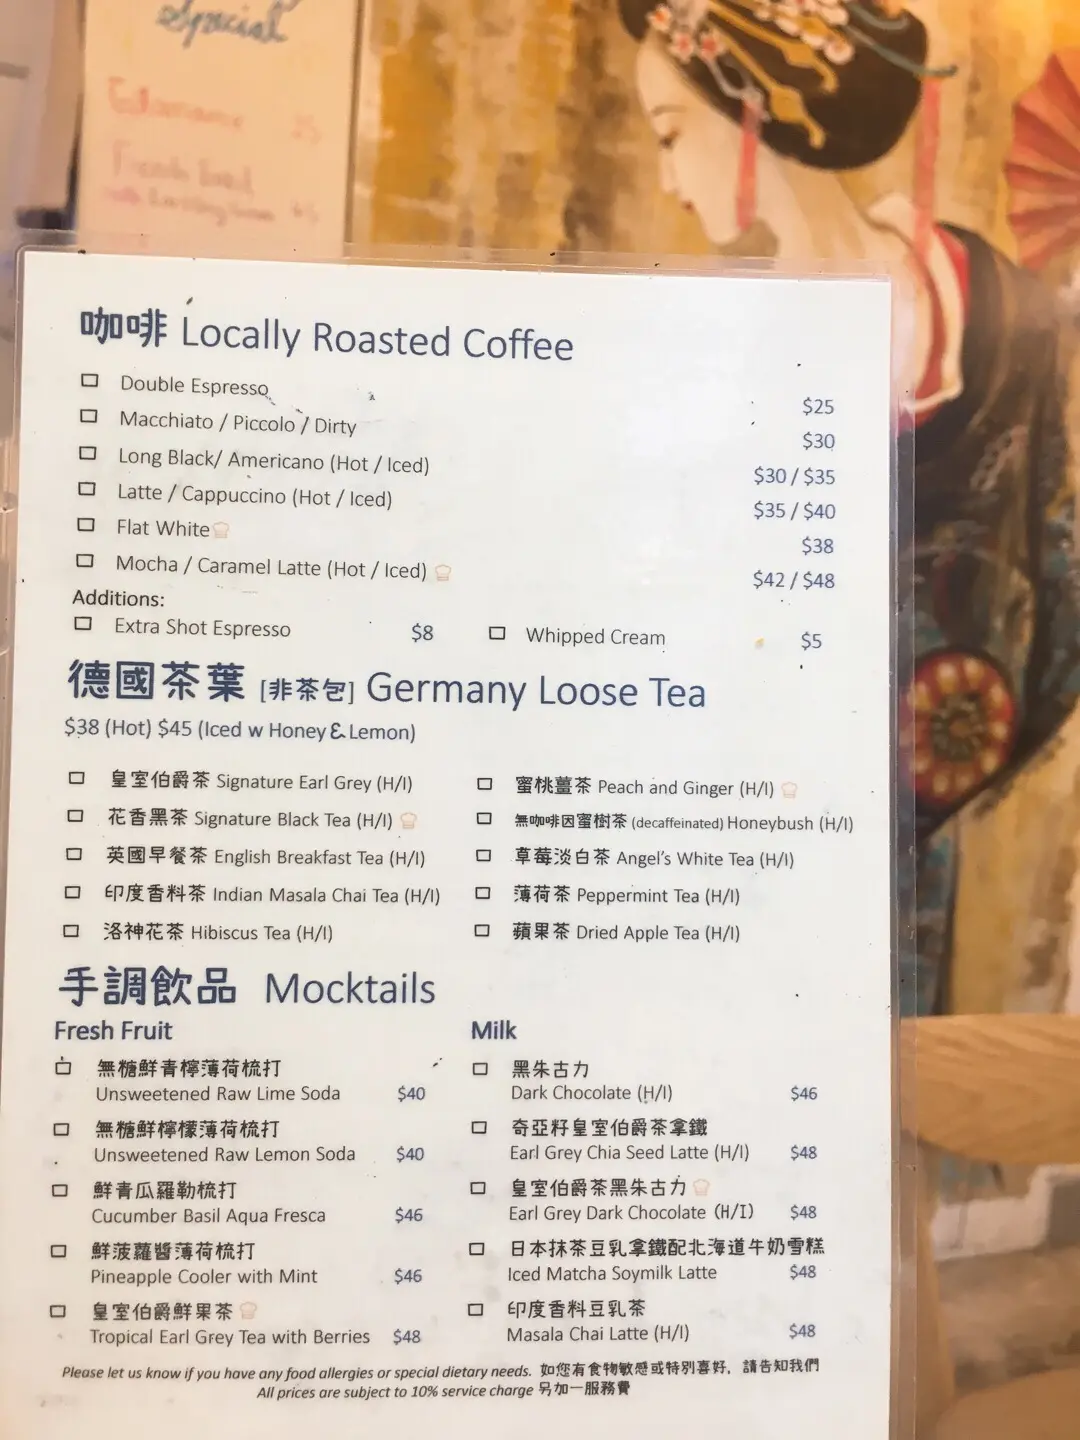 Special
咖啡 Locally Roasted Coffee
Double Espresso $25
Macchiato / Piccolo / Dirty $30
Long Black/ Americano (Hot / Iced) $30 / $35
Latte / Cappuccino (Hot / Iced) $35 / $40
Flat White $38
Mocha / Caramel Latte (Hot / Iced) $42 / $48
Additions:
Extra Shot Espresso $8 Whipped Cream $5
德國茶葉 [非茶包] Germany Loose Tea
$38 (Hot) $45 (Iced w Honey & Lemon)
皇室伯爵茶 Signature Earl Grey (H/I) 蜜桃薑茶 Peach and Ginger (H/I)
花香黑茶 Signature Black Tea (H/I) 無咖啡因蜜樹茶 (decaffeinated) Honeybush (H/I)
英國早餐茶 English Breakfast Tea (H/I) 草莓淡白茶 Angel's White Tea (H/I)
印度香料茶 Indian Masala Chai Tea (H/I) 薄荷茶 Peppermint Tea (H/I)
洛神花茶 Hibiscus Tea (H/I) 蘋果茶 Dried Apple Tea (H/I)
手調飲品 Mocktails
Fresh Fruit
無糖鮮青檸薄荷梳打
Unsweetened Raw Lime Soda $40
無糖鮮檸檬薄荷梳打
Unsweetened Raw Lemon Soda $40
鮮青瓜羅勒梳打
Cucumber Basil Aqua Fresca $46
鮮菠蘿醬薄荷梳打
Pineapple Cooler with Mint $46
皇室伯爵鮮果茶
Tropical Earl Grey Tea with Berries $48
Milk
黑朱古力
Dark Chocolate (H/I) $46
奇亞籽皇室伯爵茶拿鐵
Earl Grey Chia Seed Latte (H/I) $48
皇室伯爵茶黑朱古力
Earl Grey Dark Chocolate (H/I) $48
日本抹茶豆乳拿鐵配北海道牛奶雪糕
Iced Matcha Soymilk Latte $48
印度香料豆乳茶
Masala Chai Latte (H/I) $48
Please let us know if you have any food allergies or special dietary needs. 如您有食物敏感或特別喜好，請告知我們
All prices are subject to 10% service charge 另加一服務費